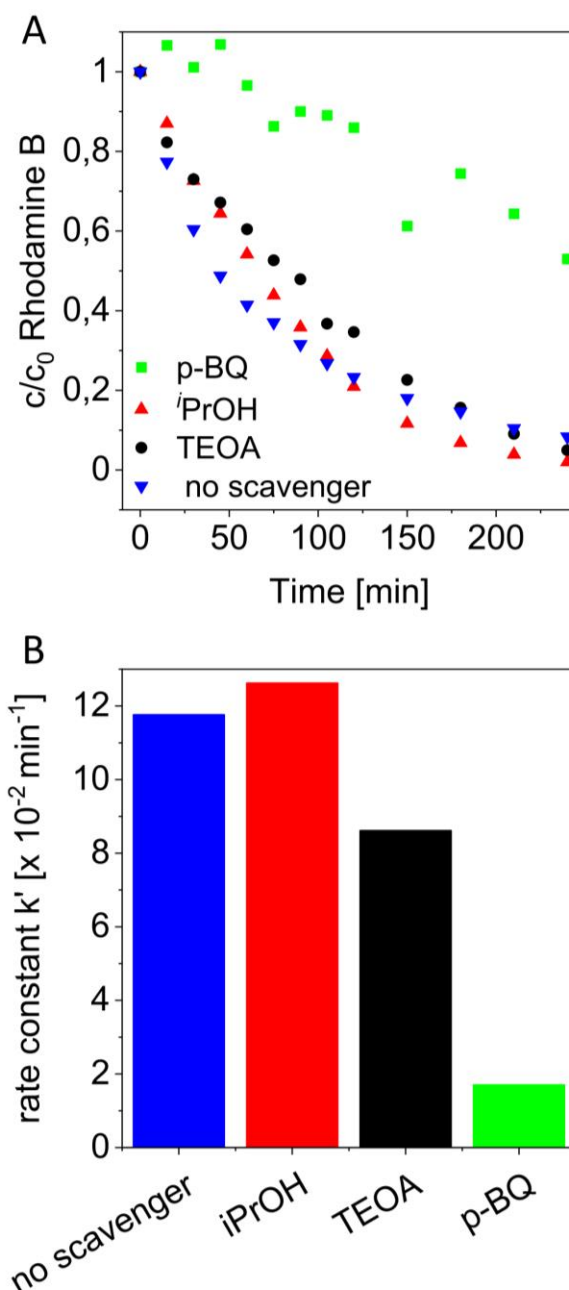 A
c/c0 Rhodamine B
1
0,8
0,6
0,4
0,2
0
p-BQ
iPrOH
TEOA
no scavenger
0 50 100 150 200
Time [min]
B
rate constant k' [x 10-2 min-1]
12
10
8
6
4
2
0
no scavenger
iPrOH
TEOA
p-BQ